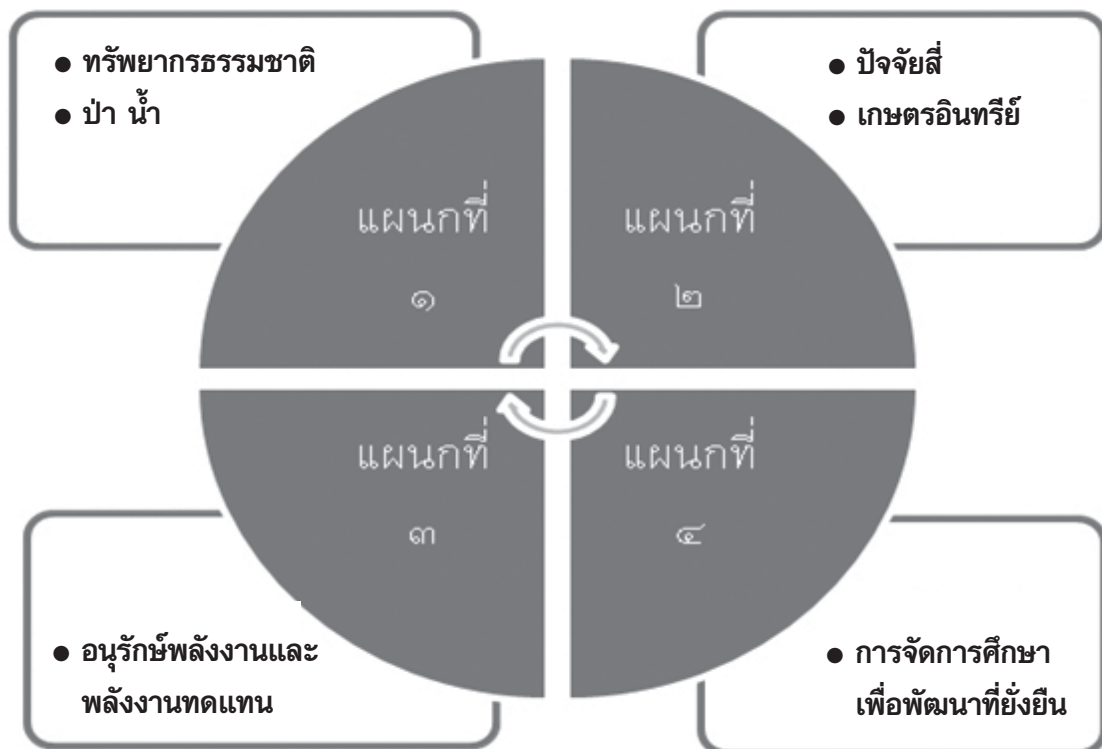 ● ทรัพยากรธรรมชาติ
● ป่า น้ำ
● ปัจจัยสี่
● เกษตรอินทรีย์
แผนกที่
๑
แผนกที่
๒
แผนกที่
๓
แผนกที่
๔
● อนุรักษ์พลังงานและ
พลังงานทดแทน
● การจัดการศึกษา
เพื่อพัฒนาที่ยั่งยืน